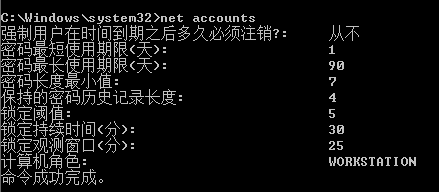 C:\Windows\system32>net accounts
强制用户在时间到期之后多久必须注销?: 从不
密码最短使用期限(天): 1
密码最长使用期限(天): 90
密码长度最小值: 7
保持的密码历史记录长度: 4
锁定阈值: 5
锁定持续时间(分): 30
锁定观测窗口(分): 25
计算机角色: WORKSTATION
命令成功完成。